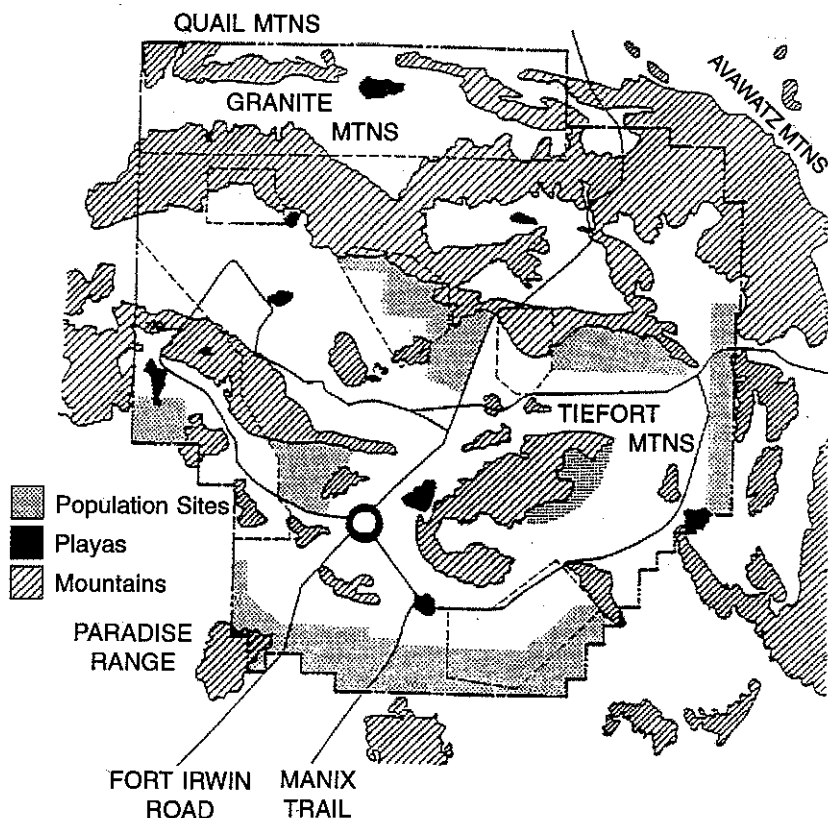 QUAIL MTNS
GRANITE
MTNS
AVAWATZ MTNS
TIEFORT
MTNS
Population Sites
Playas
Mountains
PARADISE
RANGE
FORT IRWIN
ROAD
MANIX
TRAIL